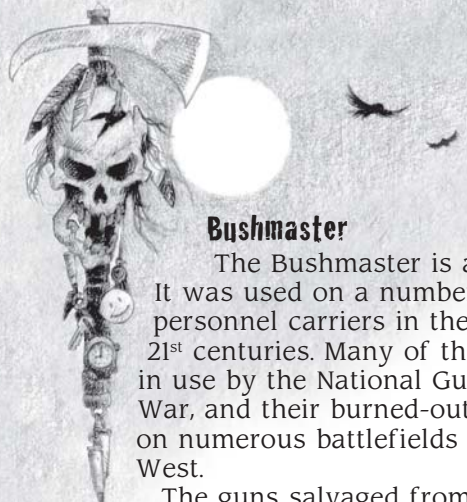 Bushmaster
The Bushmaster is a
It was used on a numbe
personnel carriers in the
21st centuries. Many of th
in use by the National Gu
War, and their burned-out
on numerous battlefields
West.
The guns salvaged from